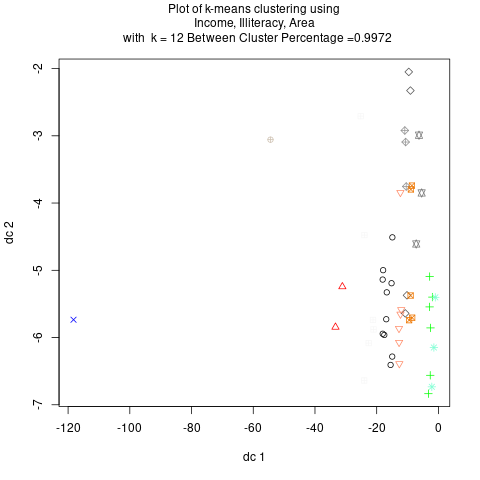 Plot of k-means clustering using
Income, Illiteracy, Area
with  k = 12 Between Cluster Percentage =0.9972
-2
-3
-4
-5
-6
-7
dc 2
-120 -100 -80 -60 -40 -20 0
dc 1